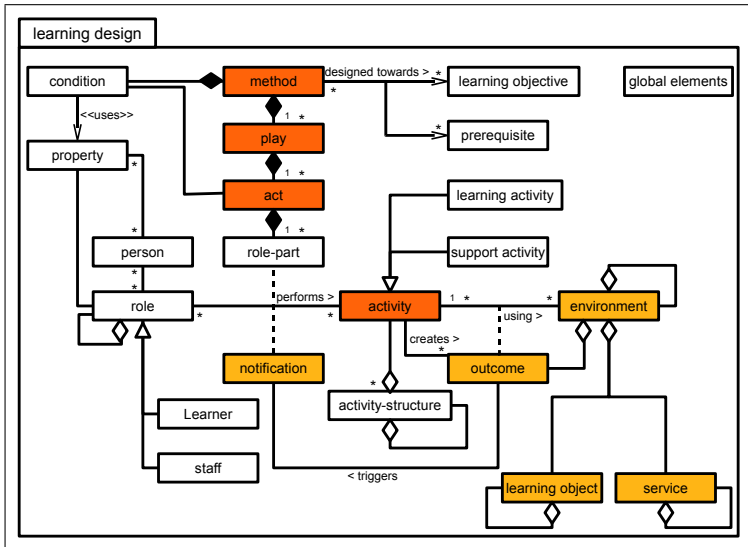 learning design
condition
method
designed towards >
*
*
learning objective
global elements
<<uses>>
1
*
*
property
*
play
prerequisite
1
*
act
learning activity
1
*
*
person
role-part
support activity
*
*
role
*
performs >
*
activity
1
*
*
environment
using >
creates >
*
notification
outcome
*
activity-structure
Learner
staff
< triggers
learning object
service